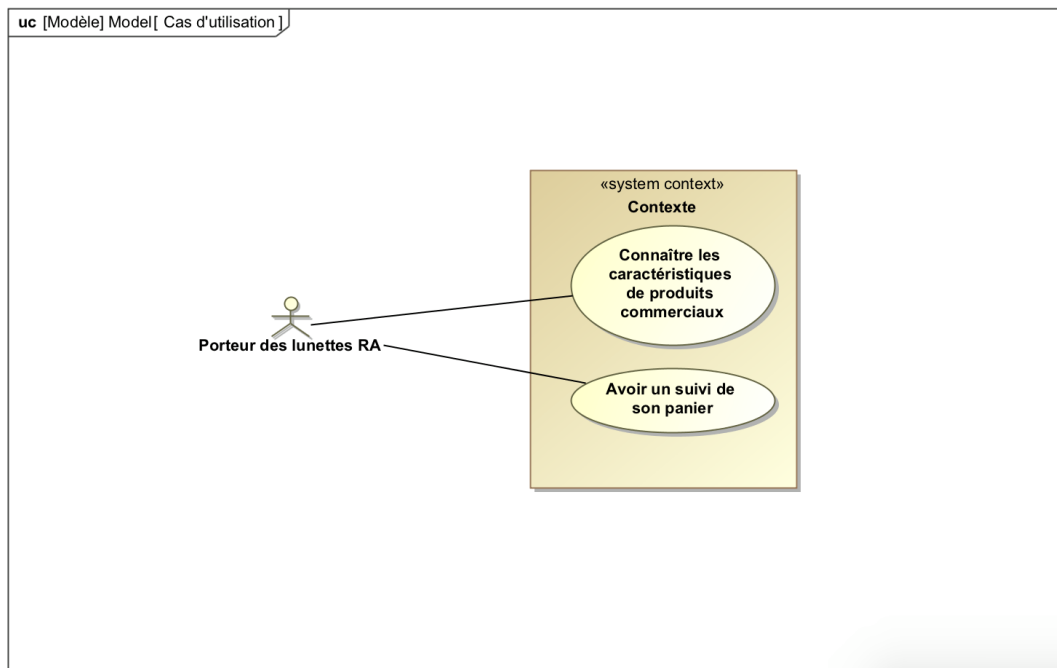 uc [Modèle] Model[ Cas d'utilisation ]
«system context»
Contexte
Connaître les
caractéristiques
de produits
commerciaux
Porteur des lunettes RA
Avoir un suivi de
son panier